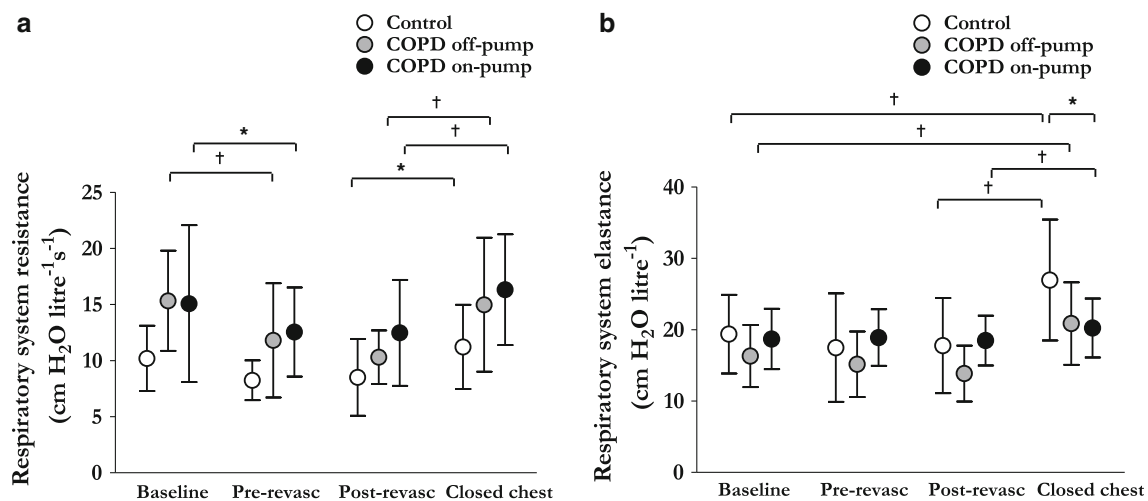 a
Control
COPD off-pump
COPD on-pump
†
†
*
†
*
Respiratory system resistance
(cm H₂O litre⁻¹s⁻¹)
25
20
15
10
5
0
Baseline Pre-revasc Post-revasc Closed chest
b
Control
COPD off-pump
COPD on-pump
† *
†
†
†
Respiratory system elastance
(cm H₂O litre⁻¹)
40
30
20
10
0
Baseline Pre-revasc Post-revasc Closed chest